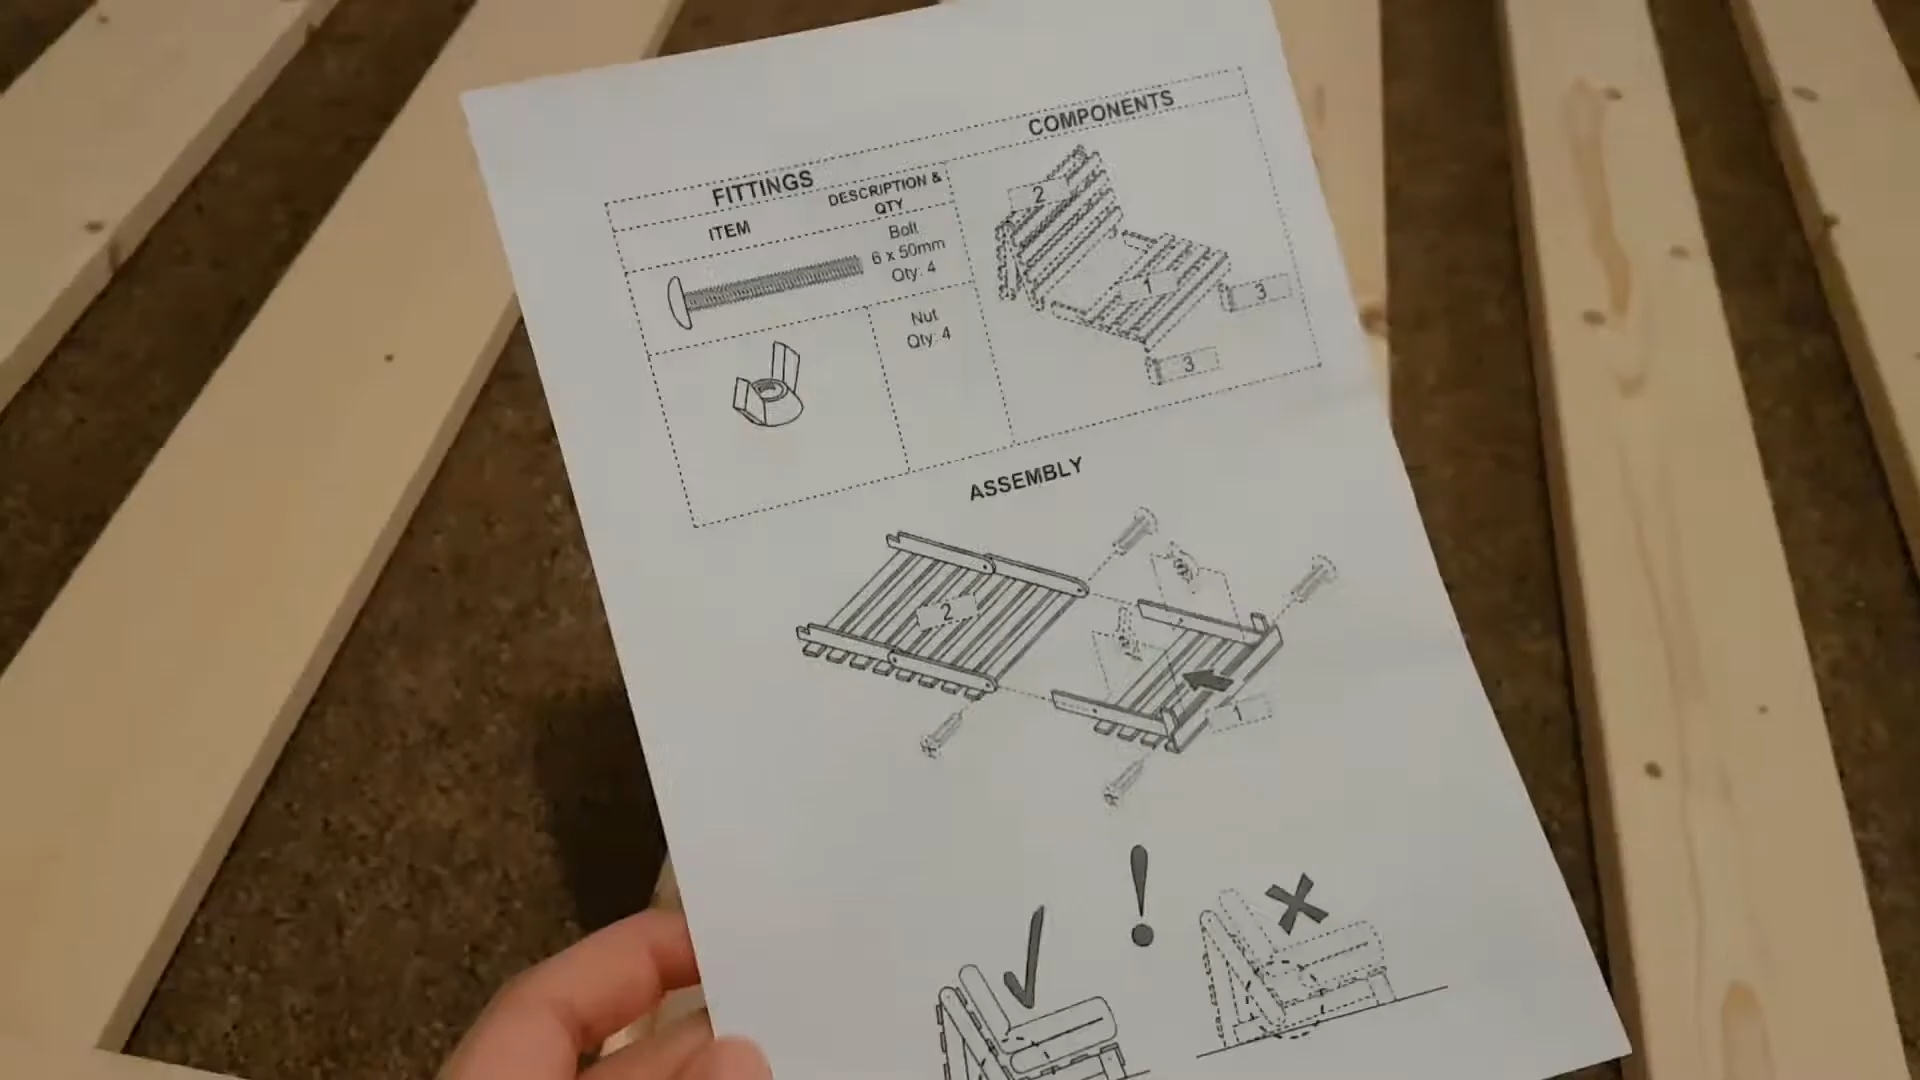 FITTINGS
COMPONENTS
ITEM
DESCRIPTION &
QTY
Bolt
6 x 50mm
Qty: 4
Nut
Qty: 4
2
1
3
3
ASSEMBLY
2
1
!